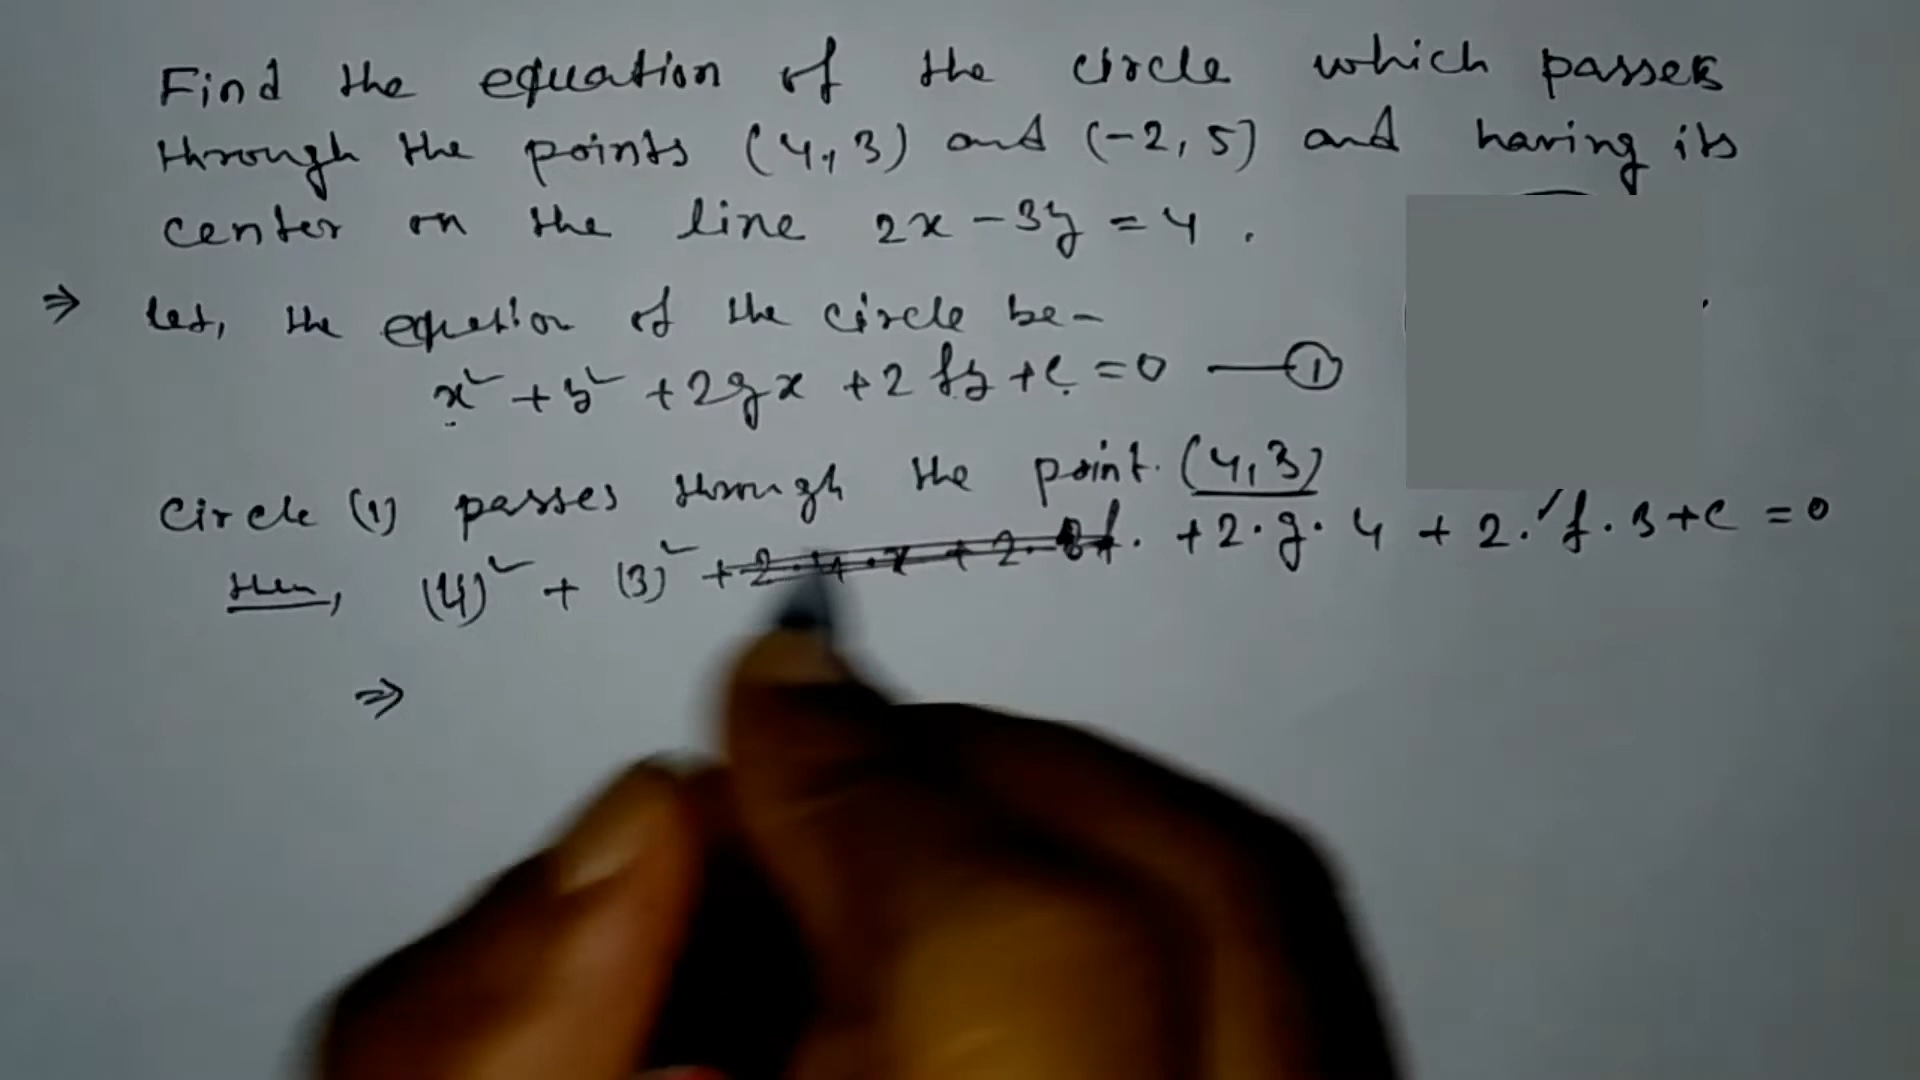 Find the equation of the circle which passes
through the points (4,3) and (-2,5) and having its
center on the line 2x - 3y = 4 .
⇒ let, the equation of the circle be-
x² + y² + 2gx + 2fy + c = 0 —①
Circle (1) passes through the point. (4,3)
then, (4)² + (3)² + 2·g·4 + 2·f·3+c = 0
⇒